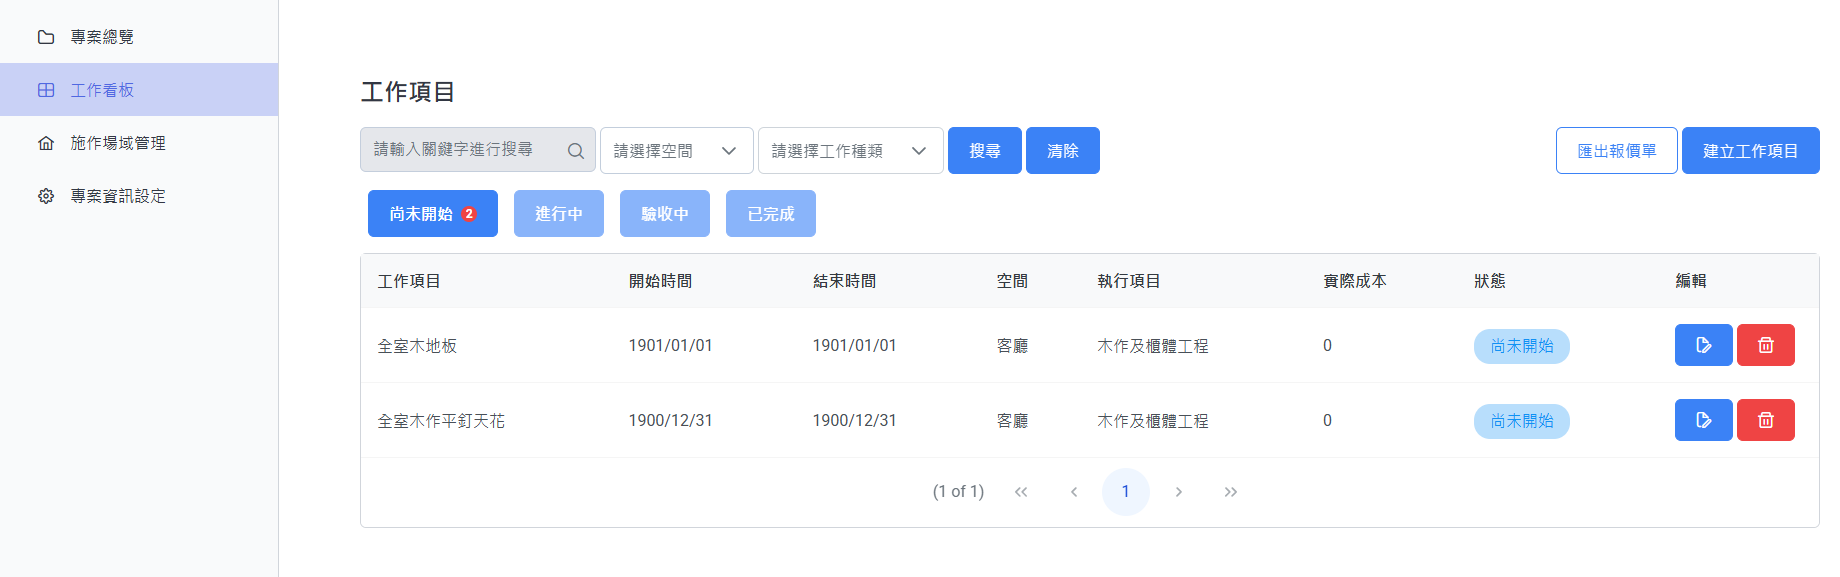 專案總覽
工作看板
施作場域管理
專案資訊設定
工作項目
請輸入關鍵字進行搜尋 請選擇空間 請選擇工作種類 搜尋 清除 匯出報價單 建立工作項目
尚未開始 2 進行中 驗收中 已完成
工作項目 開始時間 結束時間 空間 執行項目 實際成本 狀態 編輯
全室木地板 1901/01/01 1901/01/01 客廳 木作及櫃體工程 0 尚未開始
全室木作平釘天花 1900/12/31 1900/12/31 客廳 木作及櫃體工程 0 尚未開始
(1 of 1) 1